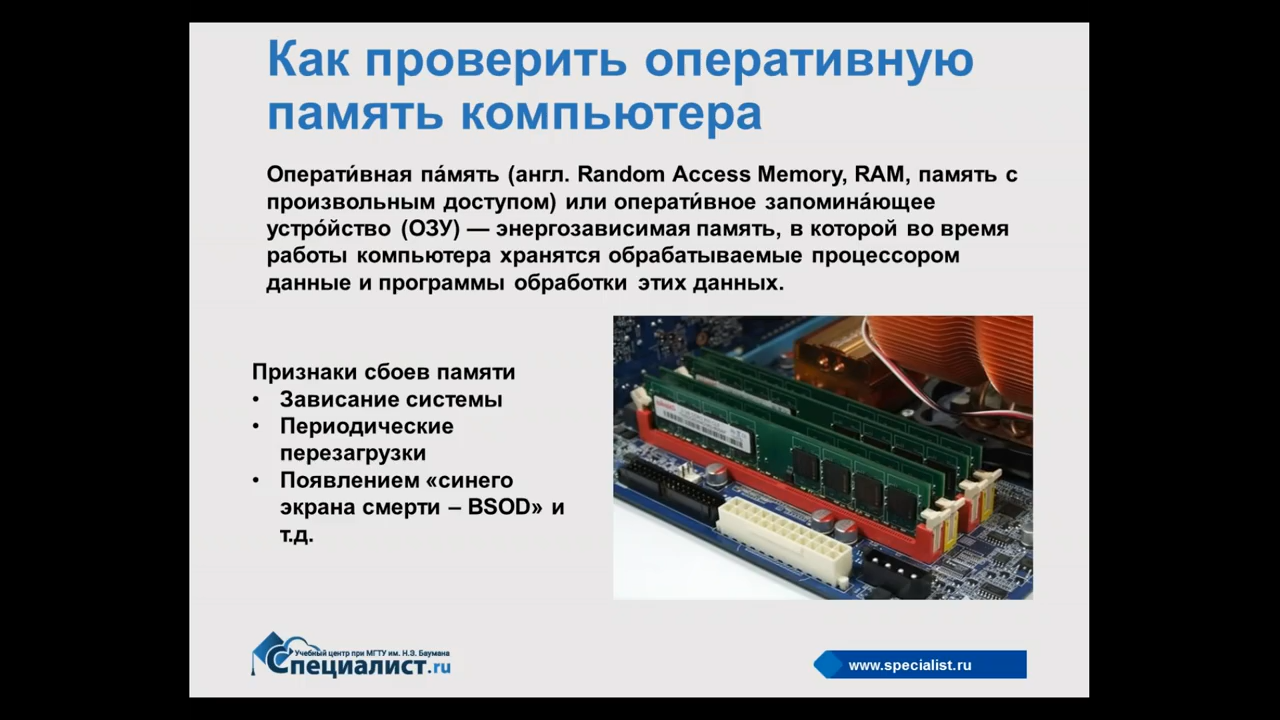 Как проверить оперативную
память компьютера
Операти́вная па́мять (англ. Random Access Memory, RAM, память с
произвольным доступом) или операти́вное запомина́ющее
устро́йство (ОЗУ) — энергозависимая память, в которой во время
работы компьютера хранятся обрабатываемые процессором
данные и программы обработки этих данных.
Признаки сбоев памяти
• Зависание системы
• Периодические
перезагрузки
• Появлением «синего
экрана смерти – BSOD» и
т.д.
Учебный центр при МГТУ им. Н.Э. Баумана
Специалист.ru
www.specialist.ru